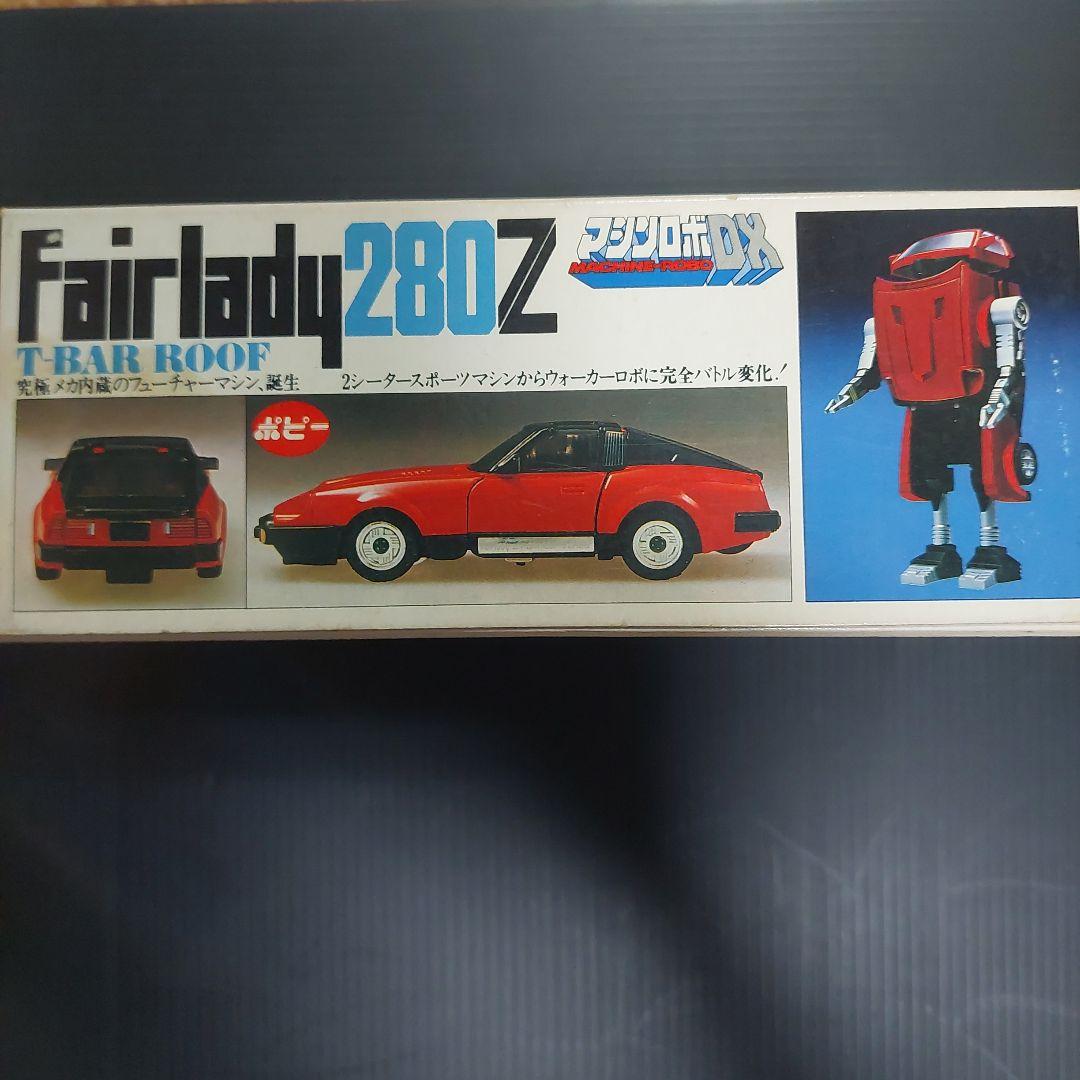 Fairlady280Z
マシンロボDX
MACHINE-ROBO
T-BAR ROOF
究極メカ内蔵のフューチャーマシン、誕生
2シータースポーツマシンからウォーカーロボに完全バトル変化!
ポピー